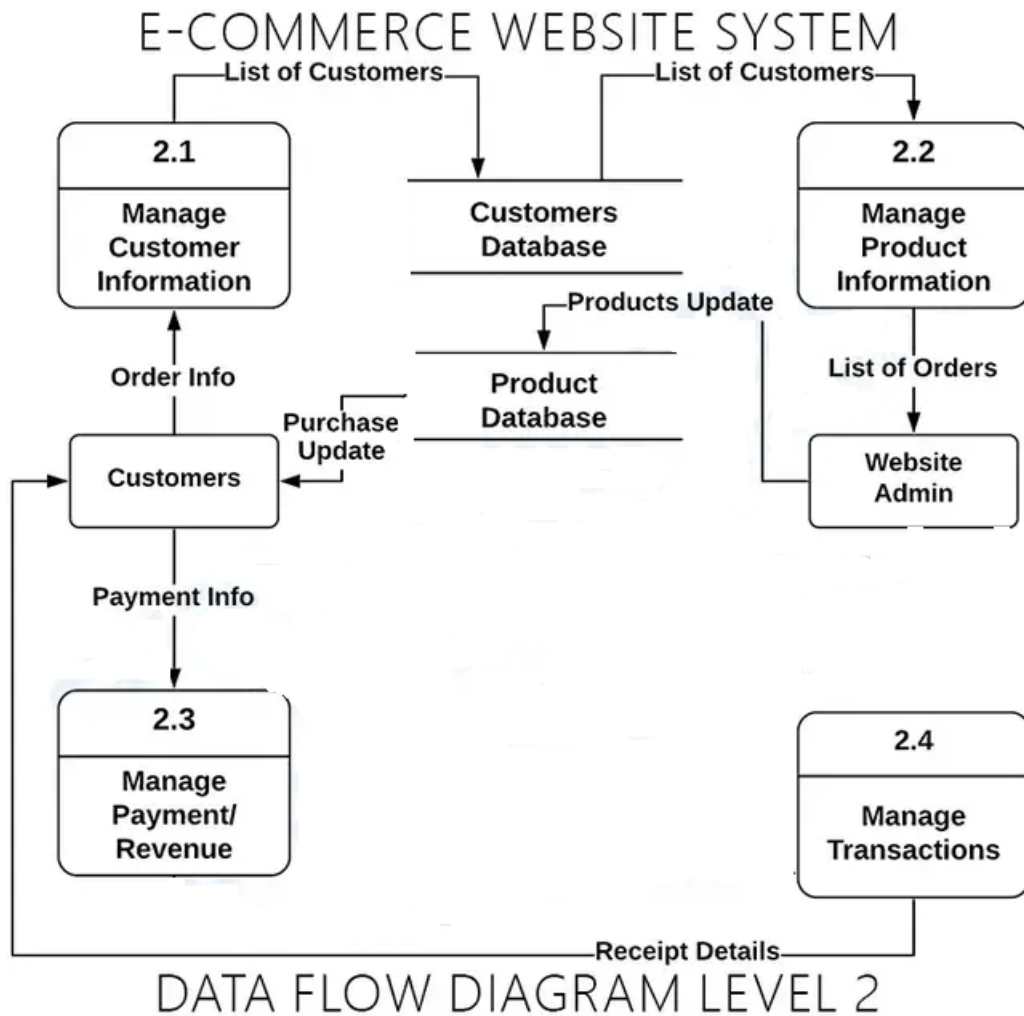 E-COMMERCE WEBSITE SYSTEM
List of Customers
List of Customers
2.1
Manage
Customer
Information
Customers
Database
2.2
Manage
Product
Information
Products Update
Order Info
Product
Database
List of Orders
Purchase
Update
Customers
Website
Admin
Payment Info
2.3
Manage
Payment/
Revenue
2.4
Manage
Transactions
Receipt Details
DATA FLOW DIAGRAM LEVEL 2